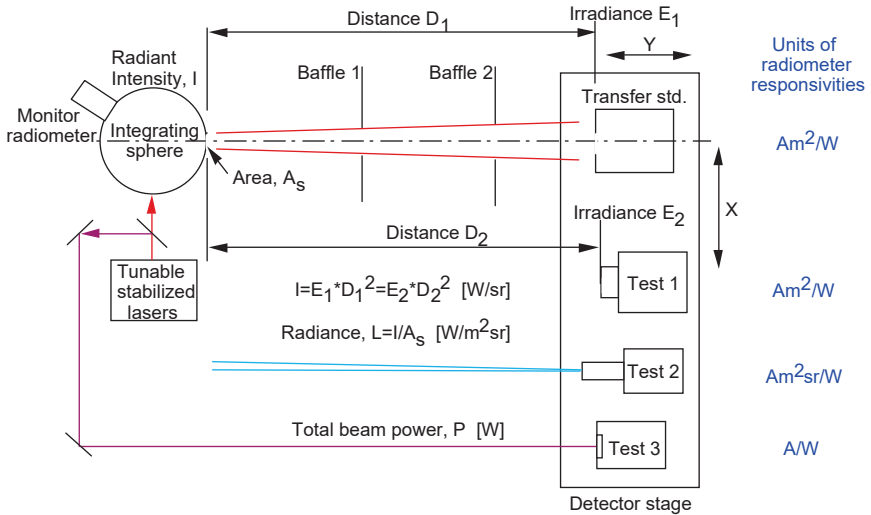 Distance D1
Irradiance E1
Y
Units of
radiometer
responsivities
Radiant
Intensity, I
Baffle 1
Baffle 2
Transfer std.
Monitor
radiometer
Integrating
sphere
Am²/W
Area, As
X
Distance D2
Irradiance E2
Tunable
stabilized
lasers
I=E1*D1²=E2*D2² [W/sr]
Test 1
Am²/W
Radiance, L=I/As [W/m²sr]
Test 2
Am²sr/W
Total beam power, P [W]
Test 3
A/W
Detector stage